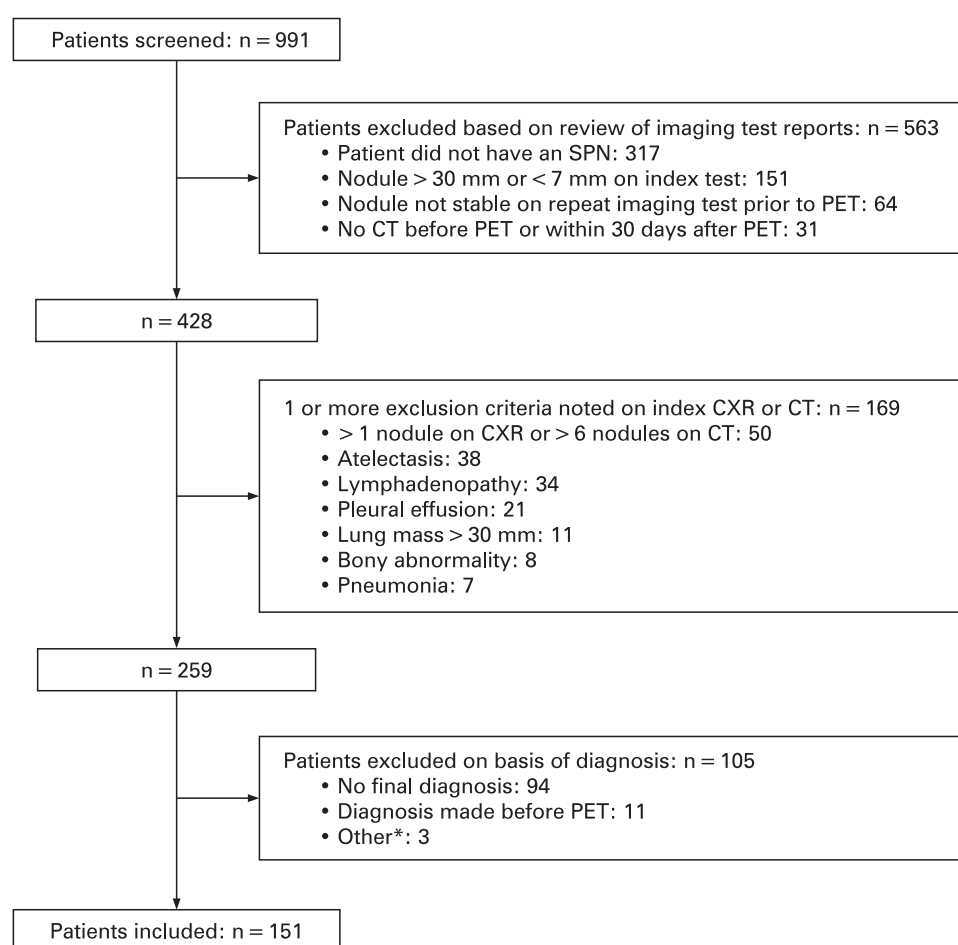 Patients screened: n = 991
Patients excluded based on review of imaging test reports: n = 563
• Patient did not have an SPN: 317
• Nodule > 30 mm or < 7 mm on index test: 151
• Nodule not stable on repeat imaging test prior to PET: 64
• No CT before PET or within 30 days after PET: 31
n = 428
1 or more exclusion criteria noted on index CXR or CT: n = 169
• > 1 nodule on CXR or > 6 nodules on CT: 50
• Atelectasis: 38
• Lymphadenopathy: 34
• Pleural effusion: 21
• Lung mass > 30 mm: 11
• Bony abnormality: 8
• Pneumonia: 7
n = 259
Patients excluded on basis of diagnosis: n = 105
• No final diagnosis: 94
• Diagnosis made before PET: 11
• Other*: 3
Patients included: n = 151